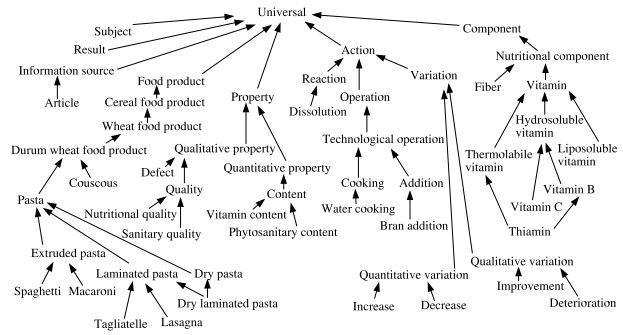 Universal
Subject
Component
Result
Action
Nutritional component
Information source
Food product
Reaction
Variation
Fiber
Vitamin
Article
Cereal food product
Property
Operation
Dissolution
Hydrosoluble
vitamin
Wheat food product
Technological operation
Durum wheat food product
Qualitative property
Thermolabile
vitamin
Liposoluble
vitamin
Defect
Quantitative property
Couscous
Quality
Content
Cooking
Addition
Vitamin B
Pasta
Nutritional quality
Vitamin content
Water cooking
Vitamin C
Sanitary quality
Phytosanitary content
Bran addition
Thiamin
Extruded pasta
Laminated pasta
Dry pasta
Quantitative variation
Qualitative variation
Spaghetti
Macaroni
Dry laminated pasta
Increase
Decrease
Improvement
Deterioration
Tagliatelle
Lasagna